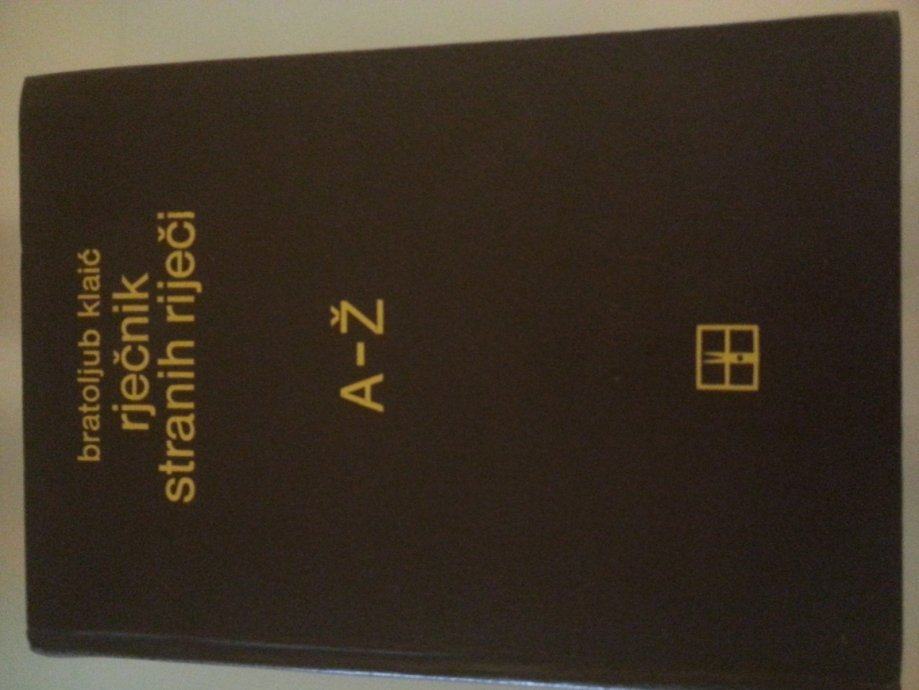 bratoljub klaić
rječnik
stranih riječi
A-Ž